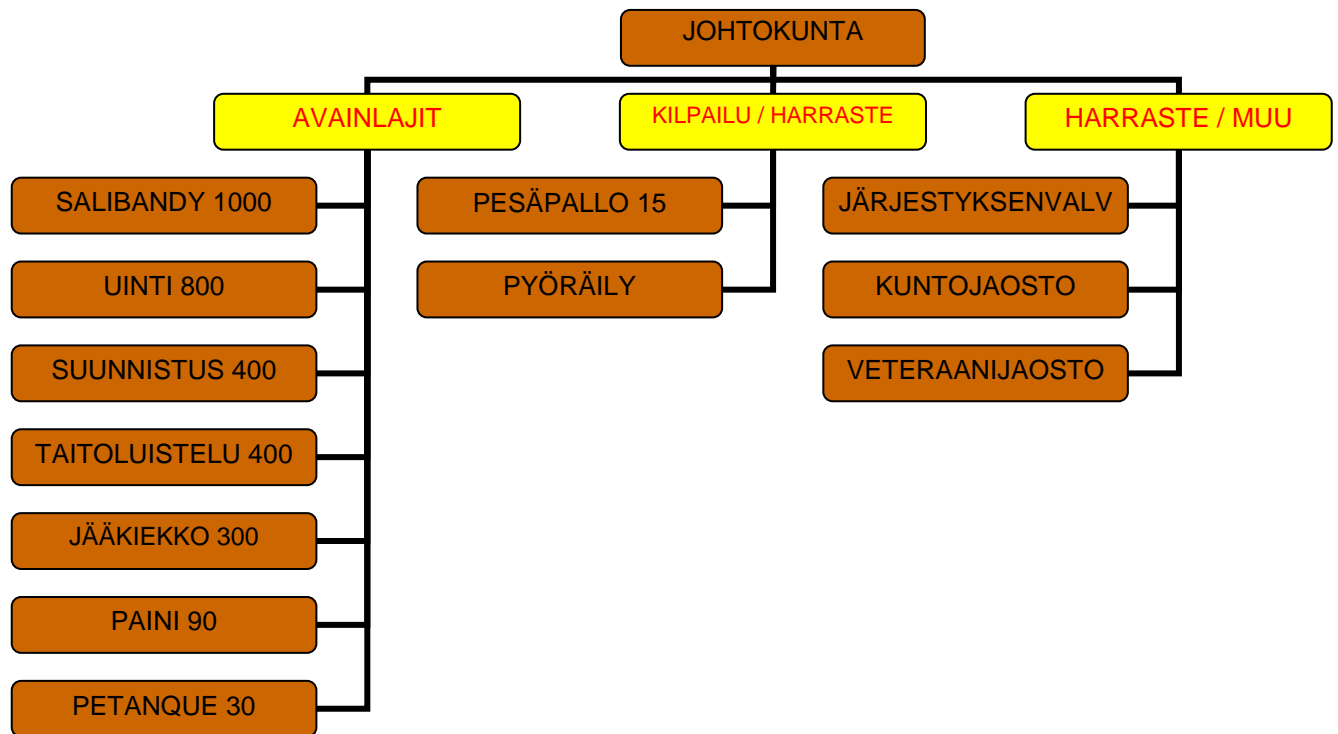 JOHTOKUNTA
AVAINLAJIT
KILPAILU / HARRASTE
HARRASTE / MUU
SALIBANDY 1000
UINTI 800
SUUNNISTUS 400
TAITOLUISTELU 400
JÄÄKIEKKO 300
PAINI 90
PETANQUE 30
PESÄPALLO 15
PYÖRÄILY
JÄRJESTYKSENVALV
KUNTOJAOSTO
VETERAANIJAOSTO